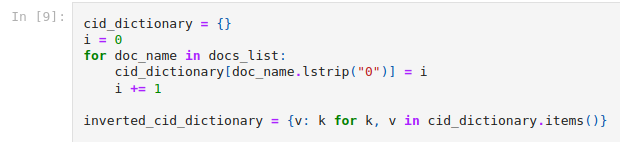 In [9]:
cid_dictionary = {}
i = 0
for doc_name in docs_list:
    cid_dictionary[doc_name.lstrip("0")] = i
    i += 1

inverted_cid_dictionary = {v: k for k, v in cid_dictionary.items()}